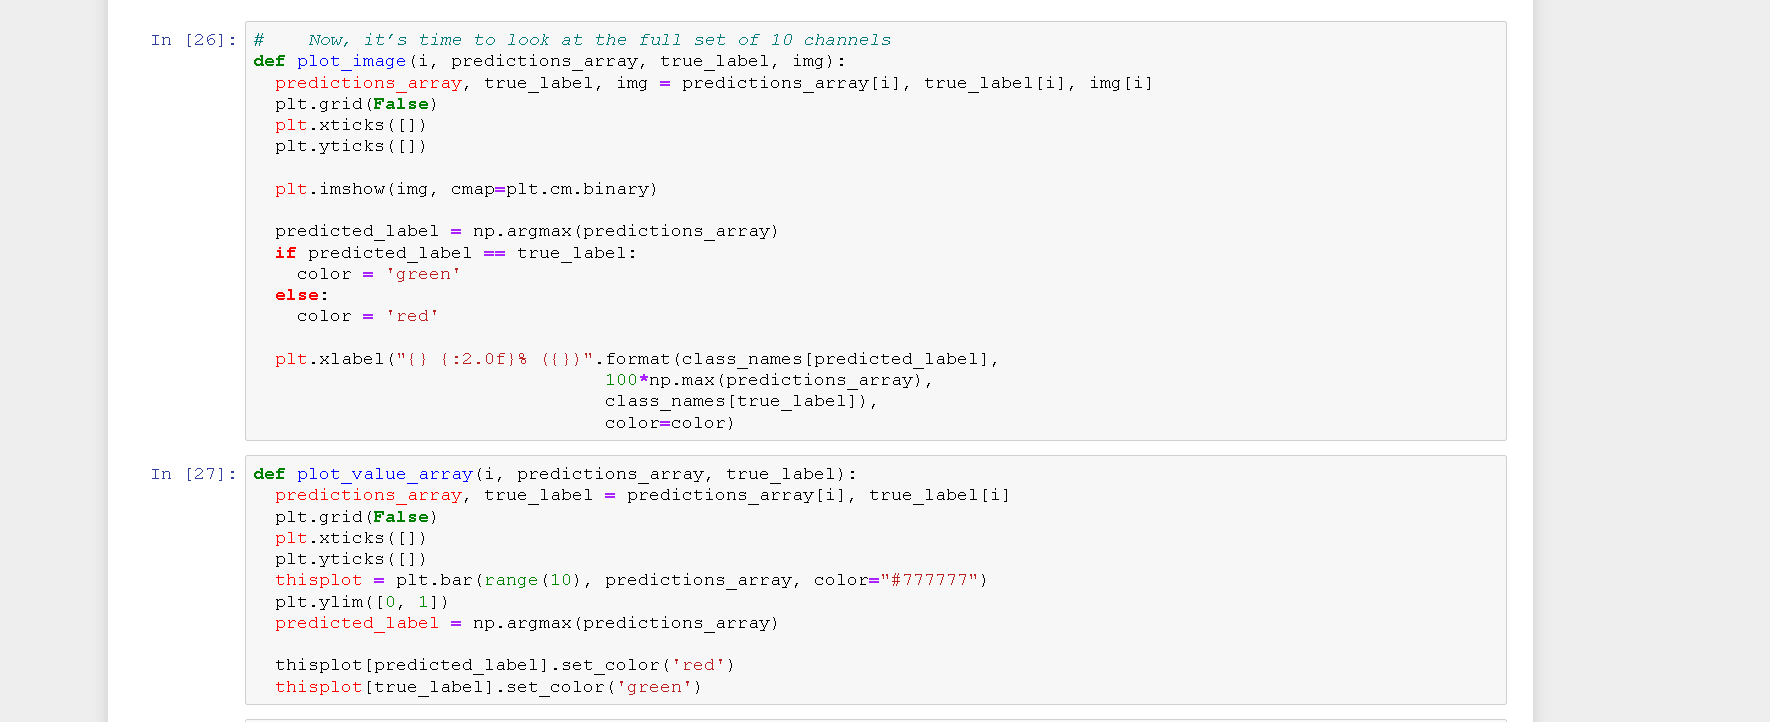 In [26]: #    Now, it’s time to look at the full set of 10 channels
def plot_image(i, predictions_array, true_label, img):
  predictions_array, true_label, img = predictions_array[i], true_label[i], img[i]
  plt.grid(False)
  plt.xticks([])
  plt.yticks([])

  plt.imshow(img, cmap=plt.cm.binary)

  predicted_label = np.argmax(predictions_array)
  if predicted_label == true_label:
    color = 'green'
  else:
    color = 'red'

  plt.xlabel("{} {:2.0f}% ({})".format(class_names[predicted_label],
                                100*np.max(predictions_array),
                                class_names[true_label]),
                                color=color)
In [27]: def plot_value_array(i, predictions_array, true_label):
  predictions_array, true_label = predictions_array[i], true_label[i]
  plt.grid(False)
  plt.xticks([])
  plt.yticks([])
  thisplot = plt.bar(range(10), predictions_array, color="#777777")
  plt.ylim([0, 1])
  predicted_label = np.argmax(predictions_array)

  thisplot[predicted_label].set_color('red')
  thisplot[true_label].set_color('green')